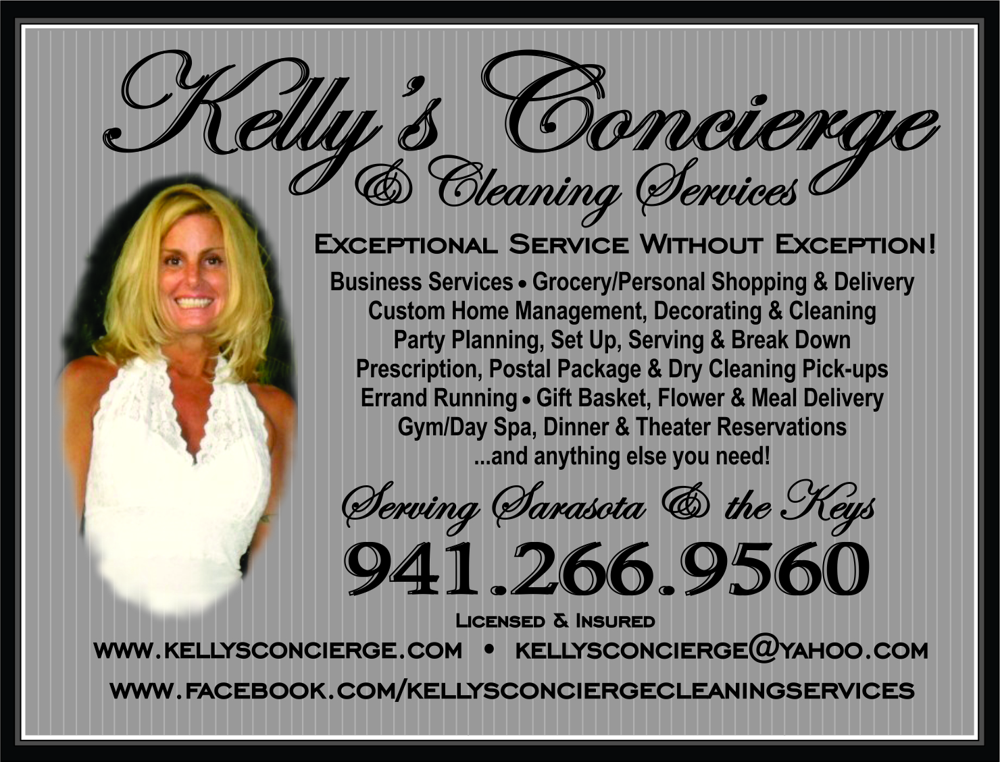 Kelly's Concierge
& Cleaning Services
Exceptional Service Without Exception!
Business Services • Grocery/Personal Shopping & Delivery
Custom Home Management, Decorating & Cleaning
Party Planning, Set Up, Serving & Break Down
Prescription, Postal Package & Dry Cleaning Pick-ups
Errand Running • Gift Basket, Flower & Meal Delivery
Gym/Day Spa, Dinner & Theater Reservations
...and anything else you need!
Serving Sarasota & the Keys
941.266.9560
Licensed & Insured
www.kellysconcierge.com • kellysconcierge@yahoo.com
www.facebook.com/kellysconciergecleaningservices